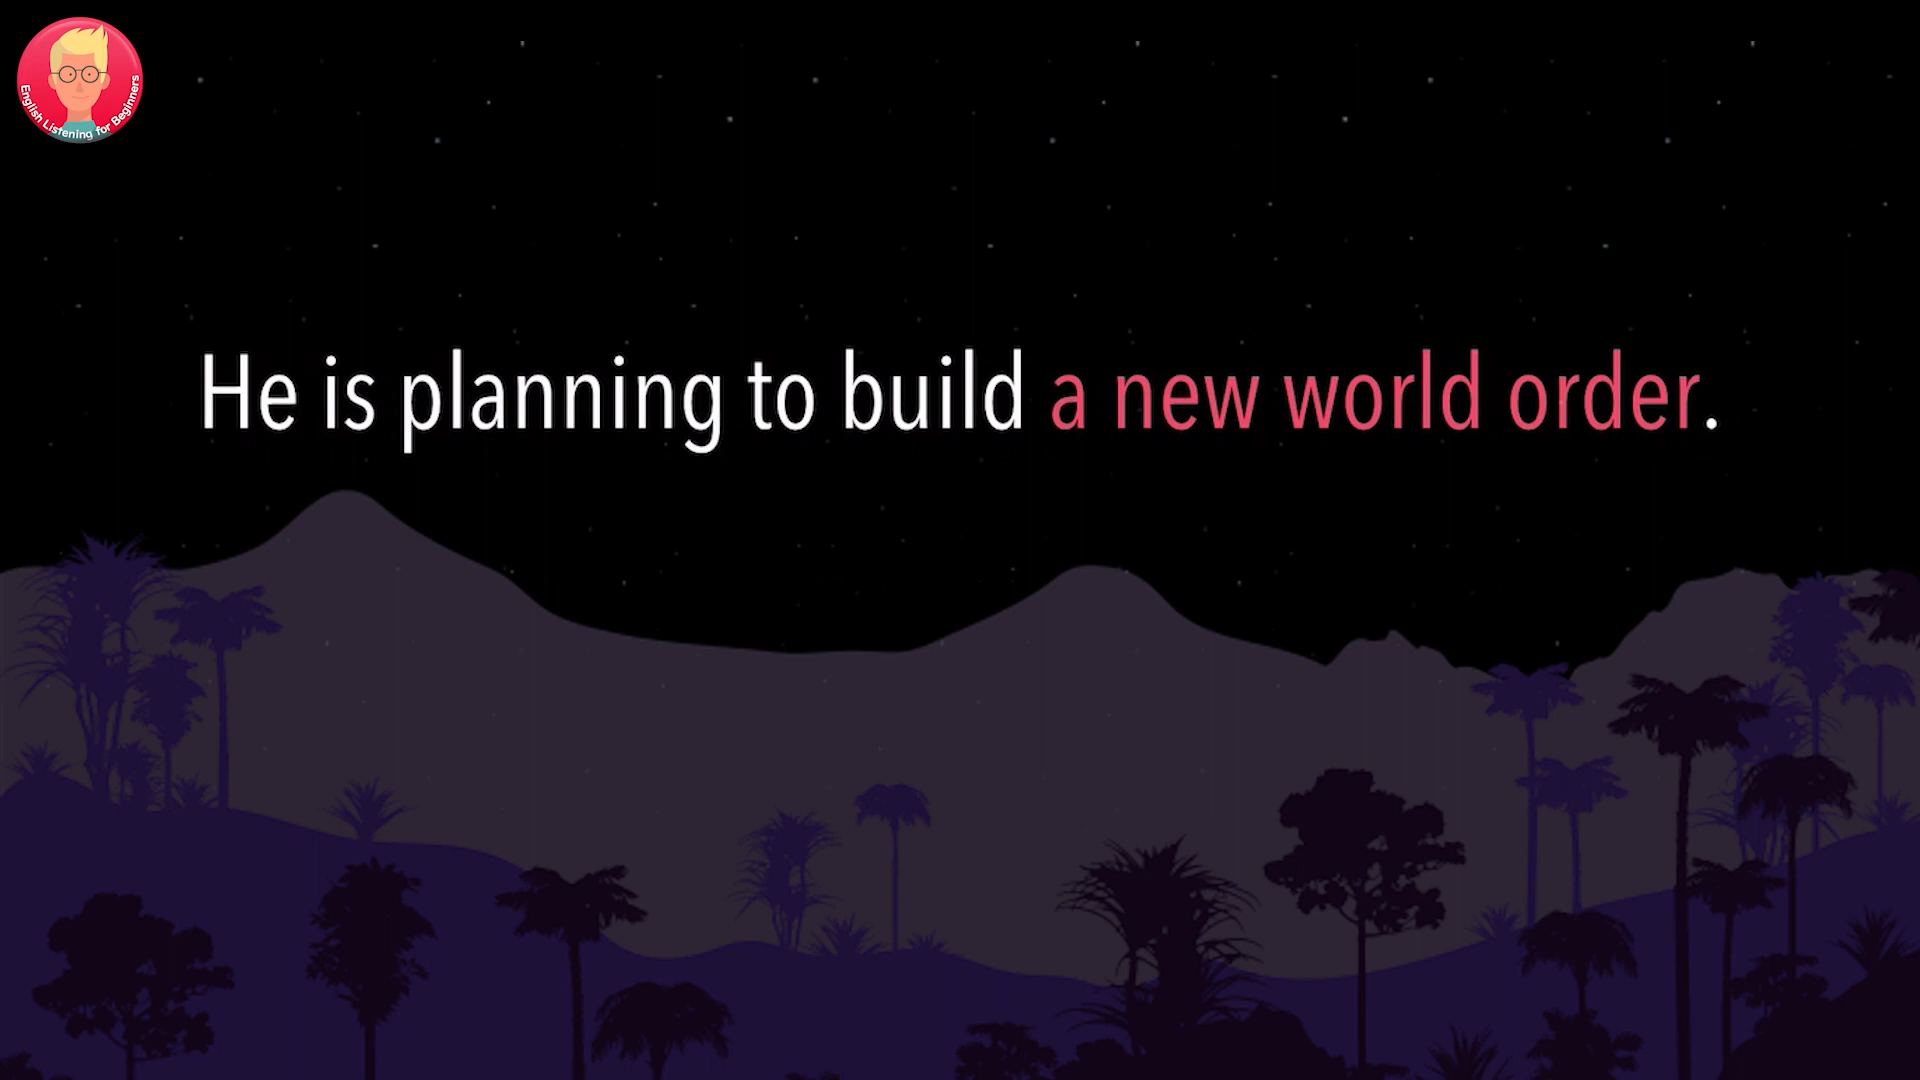 English Listening for Beginners
He is planning to build a new world order.